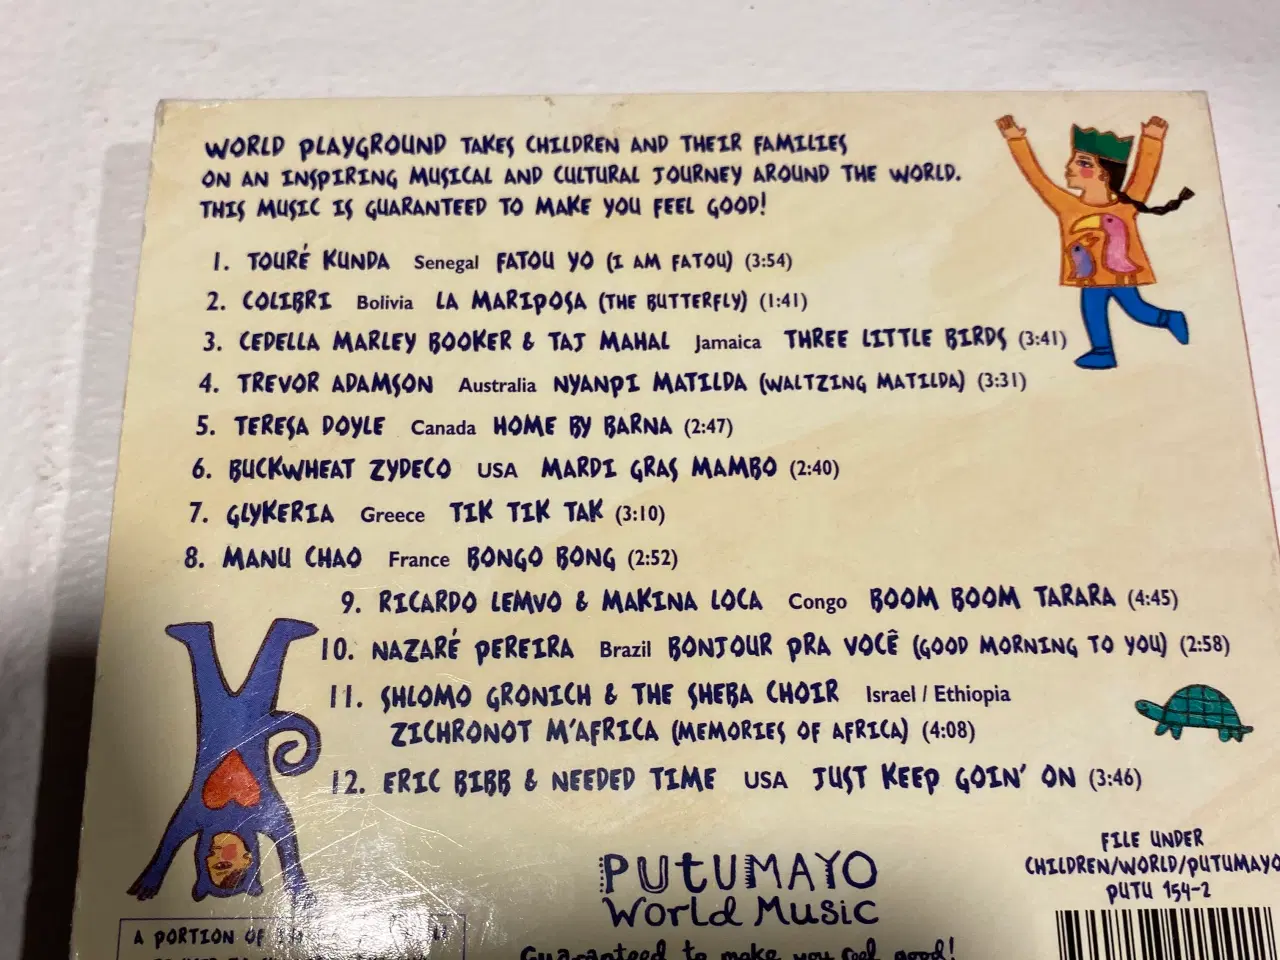 WORLD PLAYGROUND TAKES CHILDREN AND THEIR FAMILIES
ON AN INSPIRING MUSICAL AND CULTURAL JOURNEY AROUND THE WORLD.
THIS MUSIC IS GUARANTEED TO MAKE YOU FEEL GOOD!
1. TOURÉ KUNDA Senegal FATOU YO (I AM FATOU) (3:54)
2. COLIBRI Bolivia LA MARIPOSA (THE BUTTERFLY) (1:41)
3. CEDELLA MARLEY BOOKER & TAJ MAHAL Jamaica THREE LITTLE BIRDS (3:41)
4. TREVOR ADAMSON Australia NYANPI MATILDA (WALTZING MATILDA) (3:31)
5. TERESA DOYLE Canada HOME BY BARNA (2:47)
6. BUCKWHEAT ZYDECO USA MARDI GRAS MAMBO (2:40)
7. GLYKERIA Greece TIK TIK TAK (3:10)
8. MANU CHAO France BONGO BONG (2:52)
9. RICARDO LEMVO & MAKINA LOCA Congo BOOM BOOM TARARA (4:45)
10. NAZARÉ PEREIRA Brazil BONJOUR PRA VOCÊ (GOOD MORNING TO YOU) (2:58)
11. SHLOMO GRONICH & THE SHEBA CHOIR Israel / Ethiopia
ZICHRONOT M'AFRICA (MEMORIES OF AFRICA) (4:08)
12. ERIC BIBB & NEEDED TIME USA JUST KEEP GOIN' ON (3:46)
FILE UNDER
CHILDREN/WORLD/PUTUMAYO
PUTU 154-2
PUTUMAYO
World Music
Guaranteed to make you feel good!
A PORTION OF